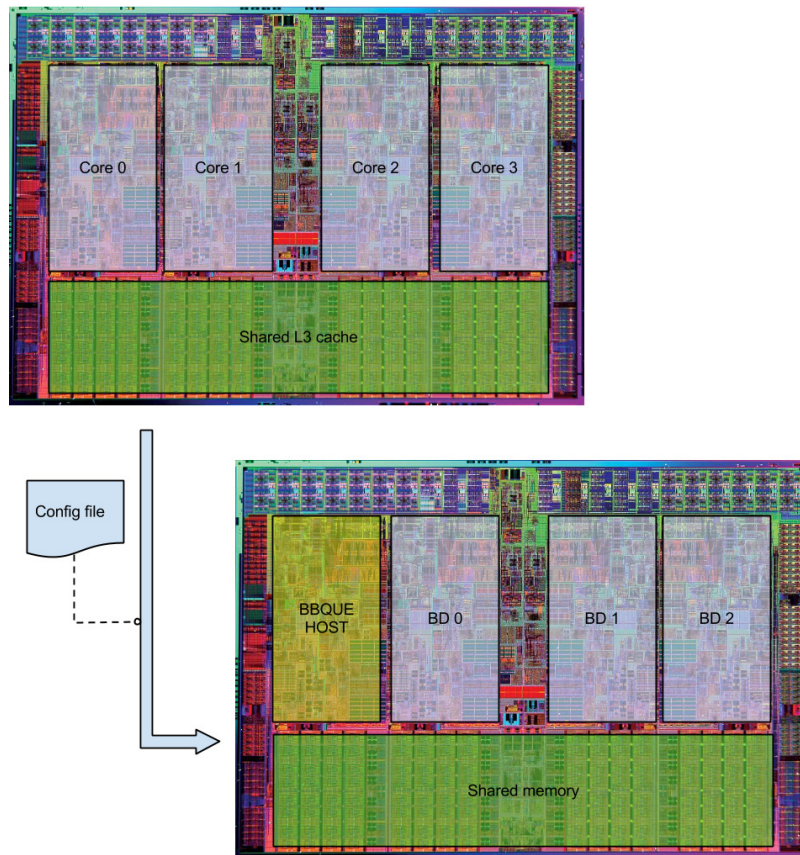 Core 0
Core 1
Core 2
Core 3
Shared L3 cache
Config file
BBQUE
HOST
BD 0
BD 1
BD 2
Shared memory